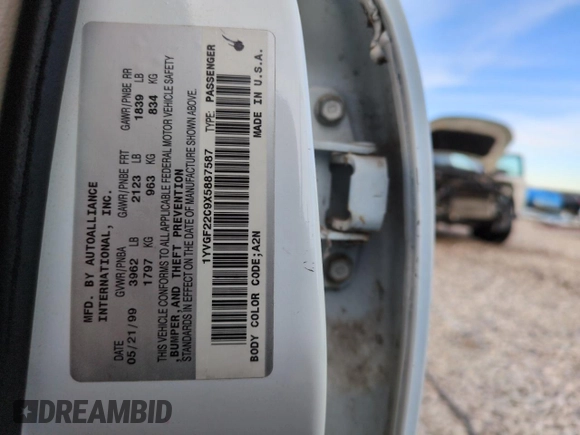 MFD. BY AUTOALLIANCE
INTERNATIONAL, INC.
DATE GVWR/PNBA GAWR/PNBE FRT GAWR/PNBE RR
05/21/99 3962 LB 2123 LB 1839 LB
1797 KG 963 KG 834 KG
THIS VEHICLE CONFORMS TO ALL APPLICABLE FEDERAL MOTOR VEHICLE SAFETY
,BUMPER,AND THEFT PREVENTION
STANDARDS IN EFFECT ON THE DATE OF MANUFACTURE SHOWN ABOVE.
1YVGF22C9X5887587 TYPE: PASSENGER
BODY COLOR CODE;A2N MADE IN U.S.A.
DREAMBID